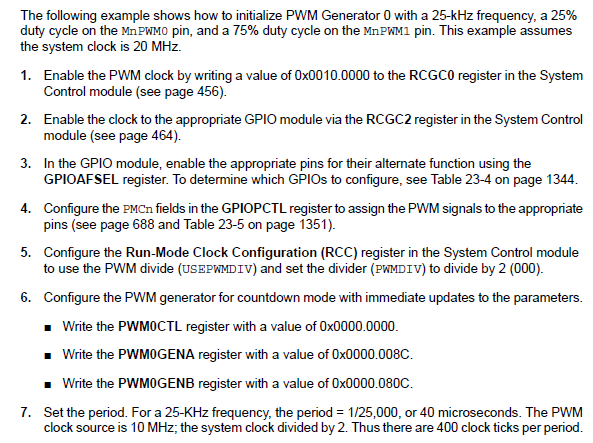 The following example shows how to initialize PWM Generator 0 with a 25-kHz frequency, a 25%
duty cycle on the MnPWM0 pin, and a 75% duty cycle on the MnPWM1 pin. This example assumes
the system clock is 20 MHz.
1. Enable the PWM clock by writing a value of 0x0010.0000 to the RCGC0 register in the System
Control module (see page 456).
2. Enable the clock to the appropriate GPIO module via the RCGC2 register in the System Control
module (see page 464).
3. In the GPIO module, enable the appropriate pins for their alternate function using the
GPIOAFSEL register. To determine which GPIOs to configure, see Table 23-4 on page 1344.
4. Configure the PMCn fields in the GPIOPCTL register to assign the PWM signals to the appropriate
pins (see page 688 and Table 23-5 on page 1351).
5. Configure the Run-Mode Clock Configuration (RCC) register in the System Control module
to use the PWM divide (USEPWMDIV) and set the divider (PWMDIV) to divide by 2 (000).
6. Configure the PWM generator for countdown mode with immediate updates to the parameters.
■ Write the PWM0CTL register with a value of 0x0000.0000.
■ Write the PWM0GENA register with a value of 0x0000.008C.
■ Write the PWM0GENB register with a value of 0x0000.080C.
7. Set the period. For a 25-KHz frequency, the period = 1/25,000, or 40 microseconds. The PWM
clock source is 10 MHz; the system clock divided by 2. Thus there are 400 clock ticks per period.